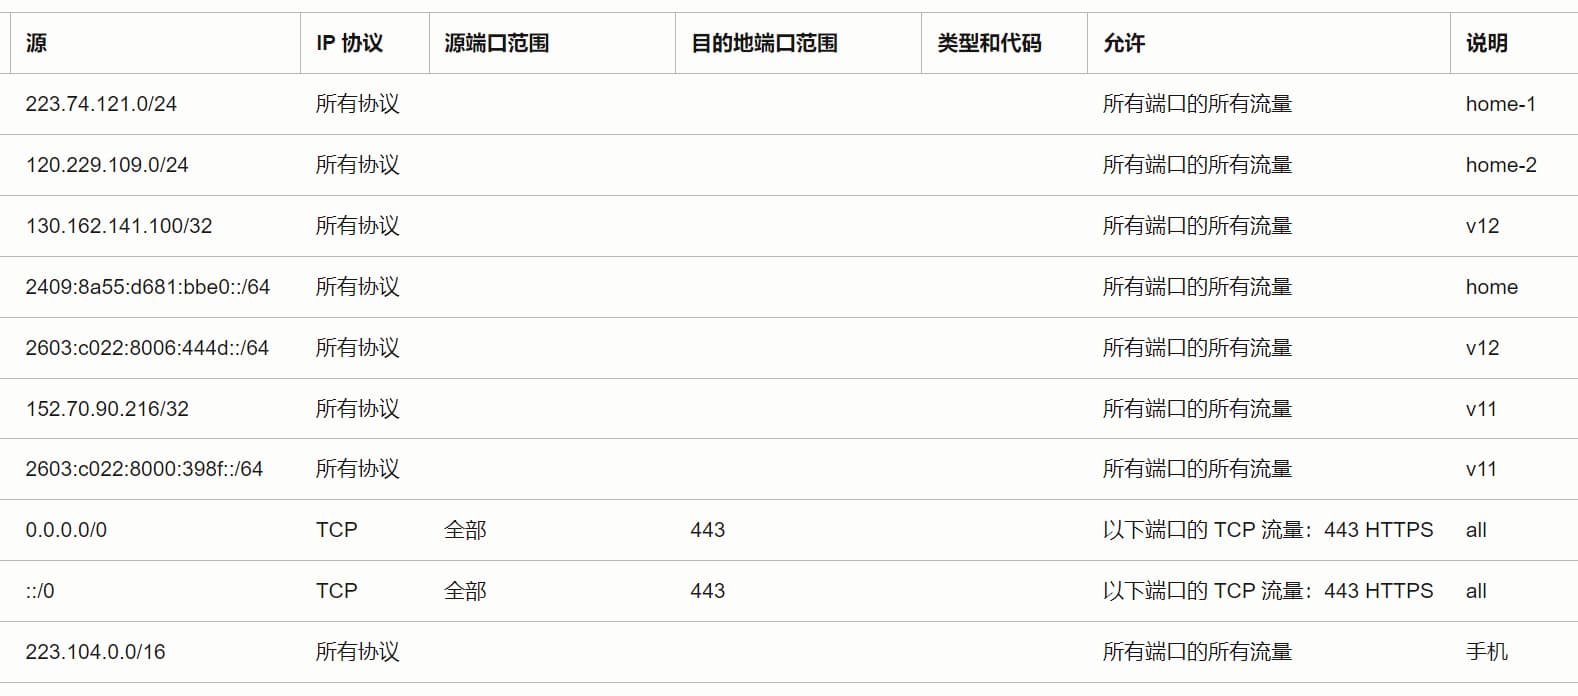 源 IP 协议 源端口范围 目的地端口范围 类型和代码 允许 说明
223.74.121.0/24 所有协议 所有端口的所有流量 home-1
120.229.109.0/24 所有协议 所有端口的所有流量 home-2
130.162.141.100/32 所有协议 所有端口的所有流量 v12
2409:8a55:d681:bbe0::/64 所有协议 所有端口的所有流量 home
2603:c022:8006:444d::/64 所有协议 所有端口的所有流量 v12
152.70.90.216/32 所有协议 所有端口的所有流量 v11
2603:c022:8000:398f::/64 所有协议 所有端口的所有流量 v11
0.0.0.0/0 TCP 全部 443 以下端口的 TCP 流量：443 HTTPS all
::/0 TCP 全部 443 以下端口的 TCP 流量：443 HTTPS all
223.104.0.0/16 所有协议 所有端口的所有流量 手机